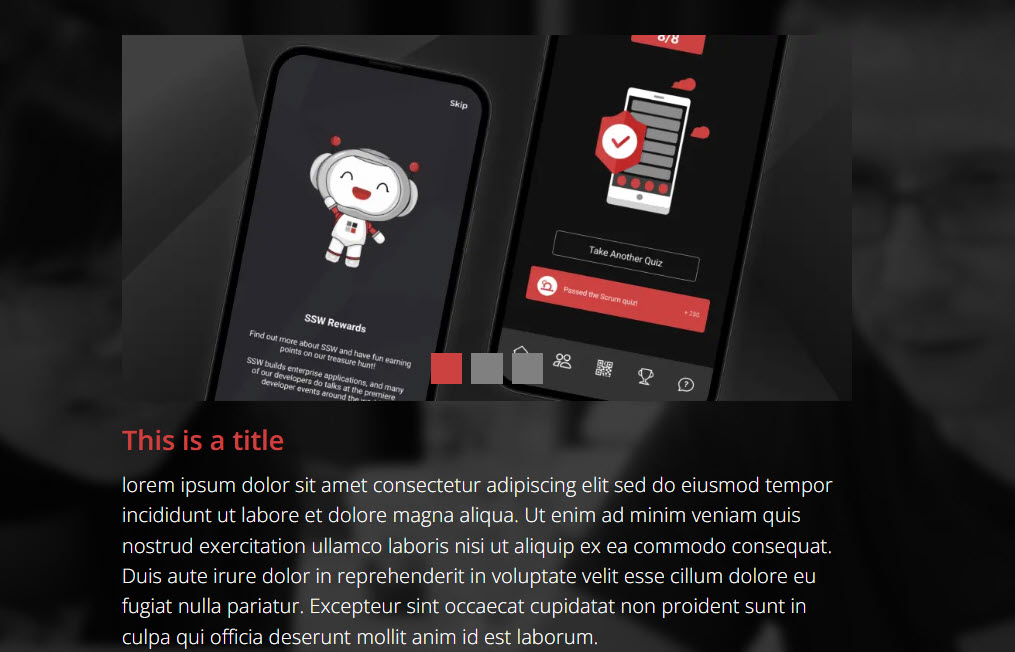 8/8
Skip
Take Another Quiz
Passed the Scrum quiz!
+ 250
SSW Rewards
Find out more about SSW and have fun earning
points on our treasure hunt!
SSW builds enterprise applications, and many
of our developers do talks at the premiere
developer events around the
This is a title
lorem ipsum dolor sit amet consectetur adipiscing elit sed do eiusmod tempor
incididunt ut labore et dolore magna aliqua. Ut enim ad minim veniam quis
nostrud exercitation ullamco laboris nisi ut aliquip ex ea commodo consequat.
Duis aute irure dolor in reprehenderit in voluptate velit esse cillum dolore eu
fugiat nulla pariatur. Excepteur sint occaecat cupidatat non proident sunt in
culpa qui officia deserunt mollit anim id est laborum.